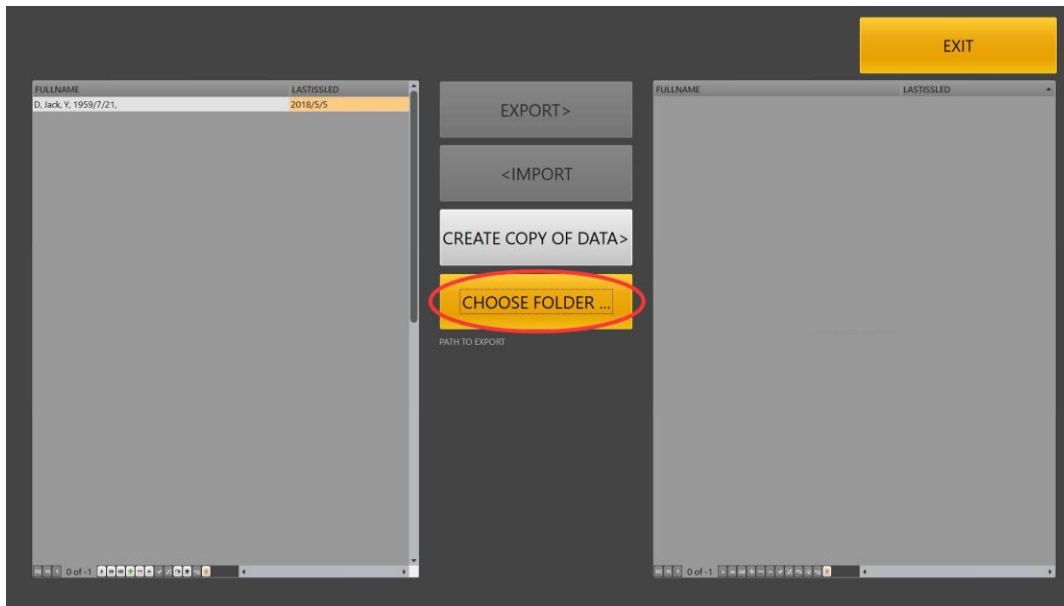 EXIT
FULLNAME LASTISSLED
D, Jack, Y, 1959/7/21, 2018/5/5
EXPORT>
<IMPORT
CREATE COPY OF DATA>
CHOOSE FOLDER ...
PATH TO EXPORT
FULLNAME LASTISSLED
0 of -1
0 of -1